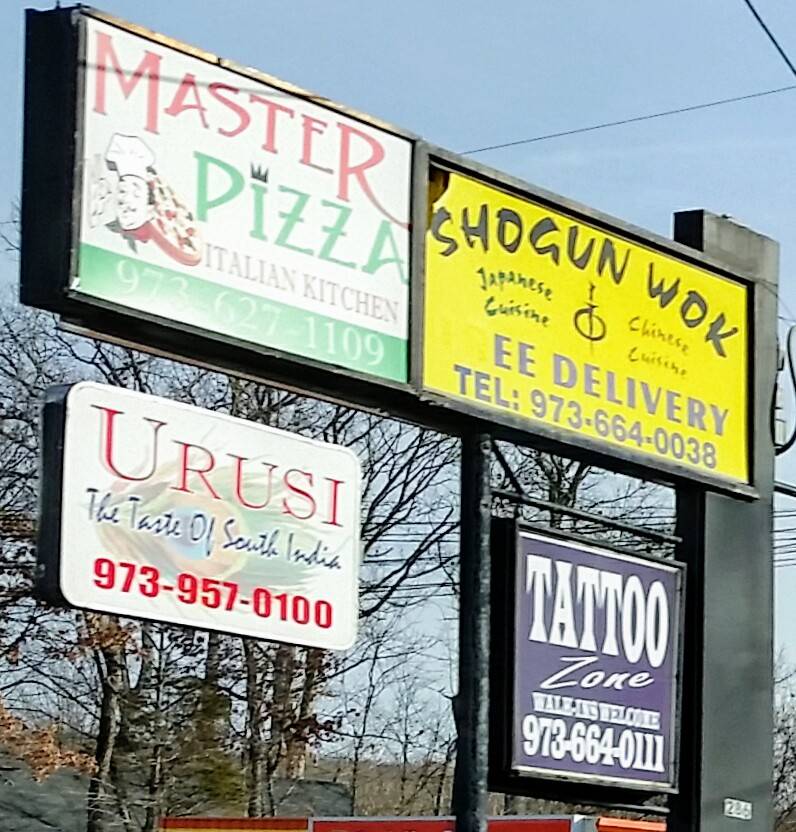 MASTER
PIZZA
ITALIAN KITCHEN
973-627-1109
SHOGUN WOK
Japanese
Cuisine
Chinese
Cuisine
EE DELIVERY
TEL: 973-664-0038
URUSI
The Taste Of South India
973-957-0100
TATTOO
Zone
WALK-INS WELCOME
973-664-0111
286